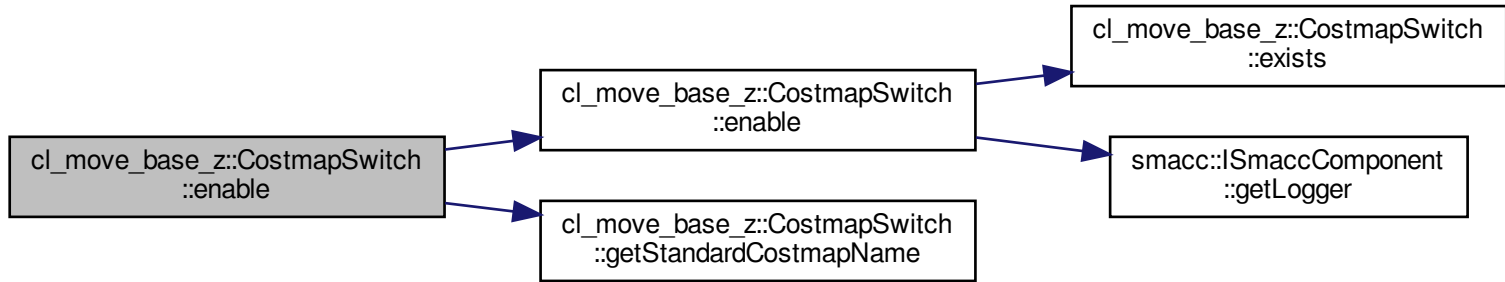 cl_move_base_z::CostmapSwitch
::enable
cl_move_base_z::CostmapSwitch
::enable
cl_move_base_z::CostmapSwitch
::getStandardCostmapName
cl_move_base_z::CostmapSwitch
::exists
smacc::ISmaccComponent
::getLogger